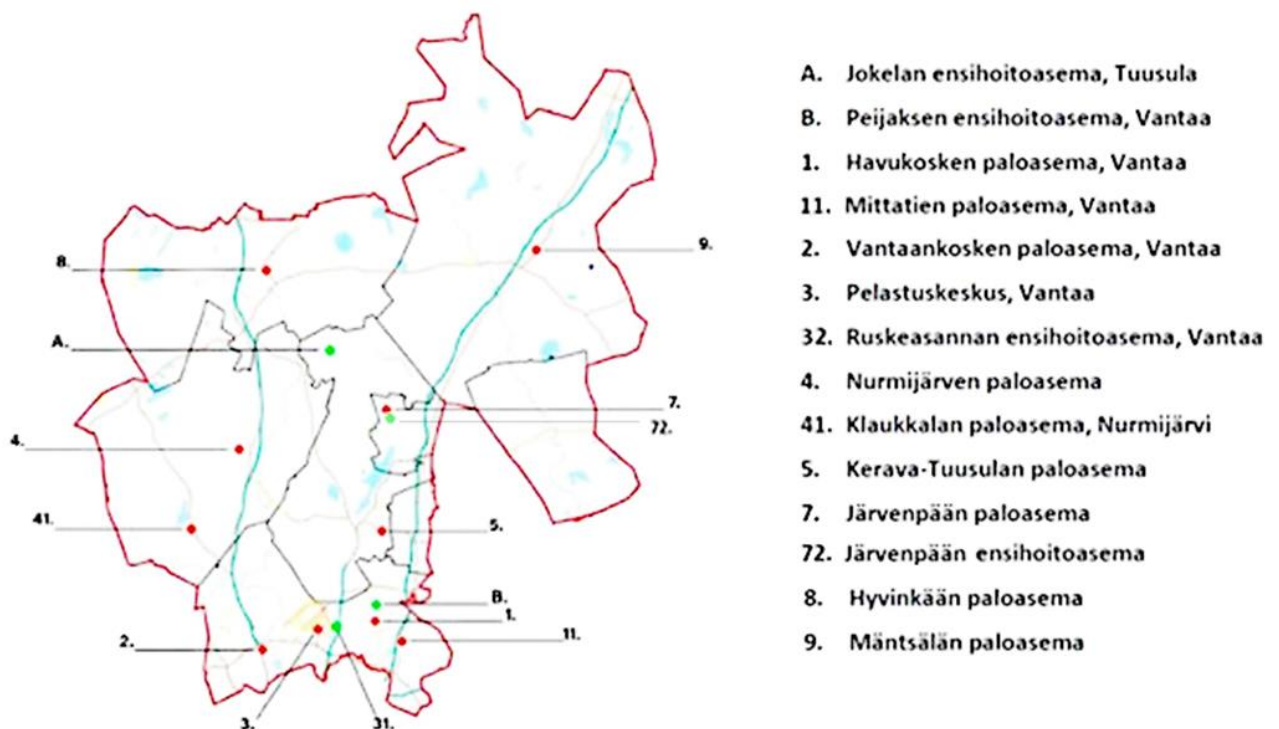 8.
9.
A.
7.
72.
4.
41.
5.
B.
1.
2.
11.
3.
31.
A. Jokelan ensihoitoasema, Tuusula
B. Peijaksen ensihoitoasema, Vantaa
1. Havukosken paloasema, Vantaa
11. Mittatien paloasema, Vantaa
2. Vantaankosken paloasema, Vantaa
3. Pelastuskeskus, Vantaa
32. Ruskeasannan ensihoitoasema, Vantaa
4. Nurmijärven paloasema
41. Klaukkalan paloasema, Nurmijärvi
5. Kerava-Tuusulan paloasema
7. Järvenpään paloasema
72. Järvenpään ensihoitoasema
8. Hyvinkään paloasema
9. Mäntsälän paloasema